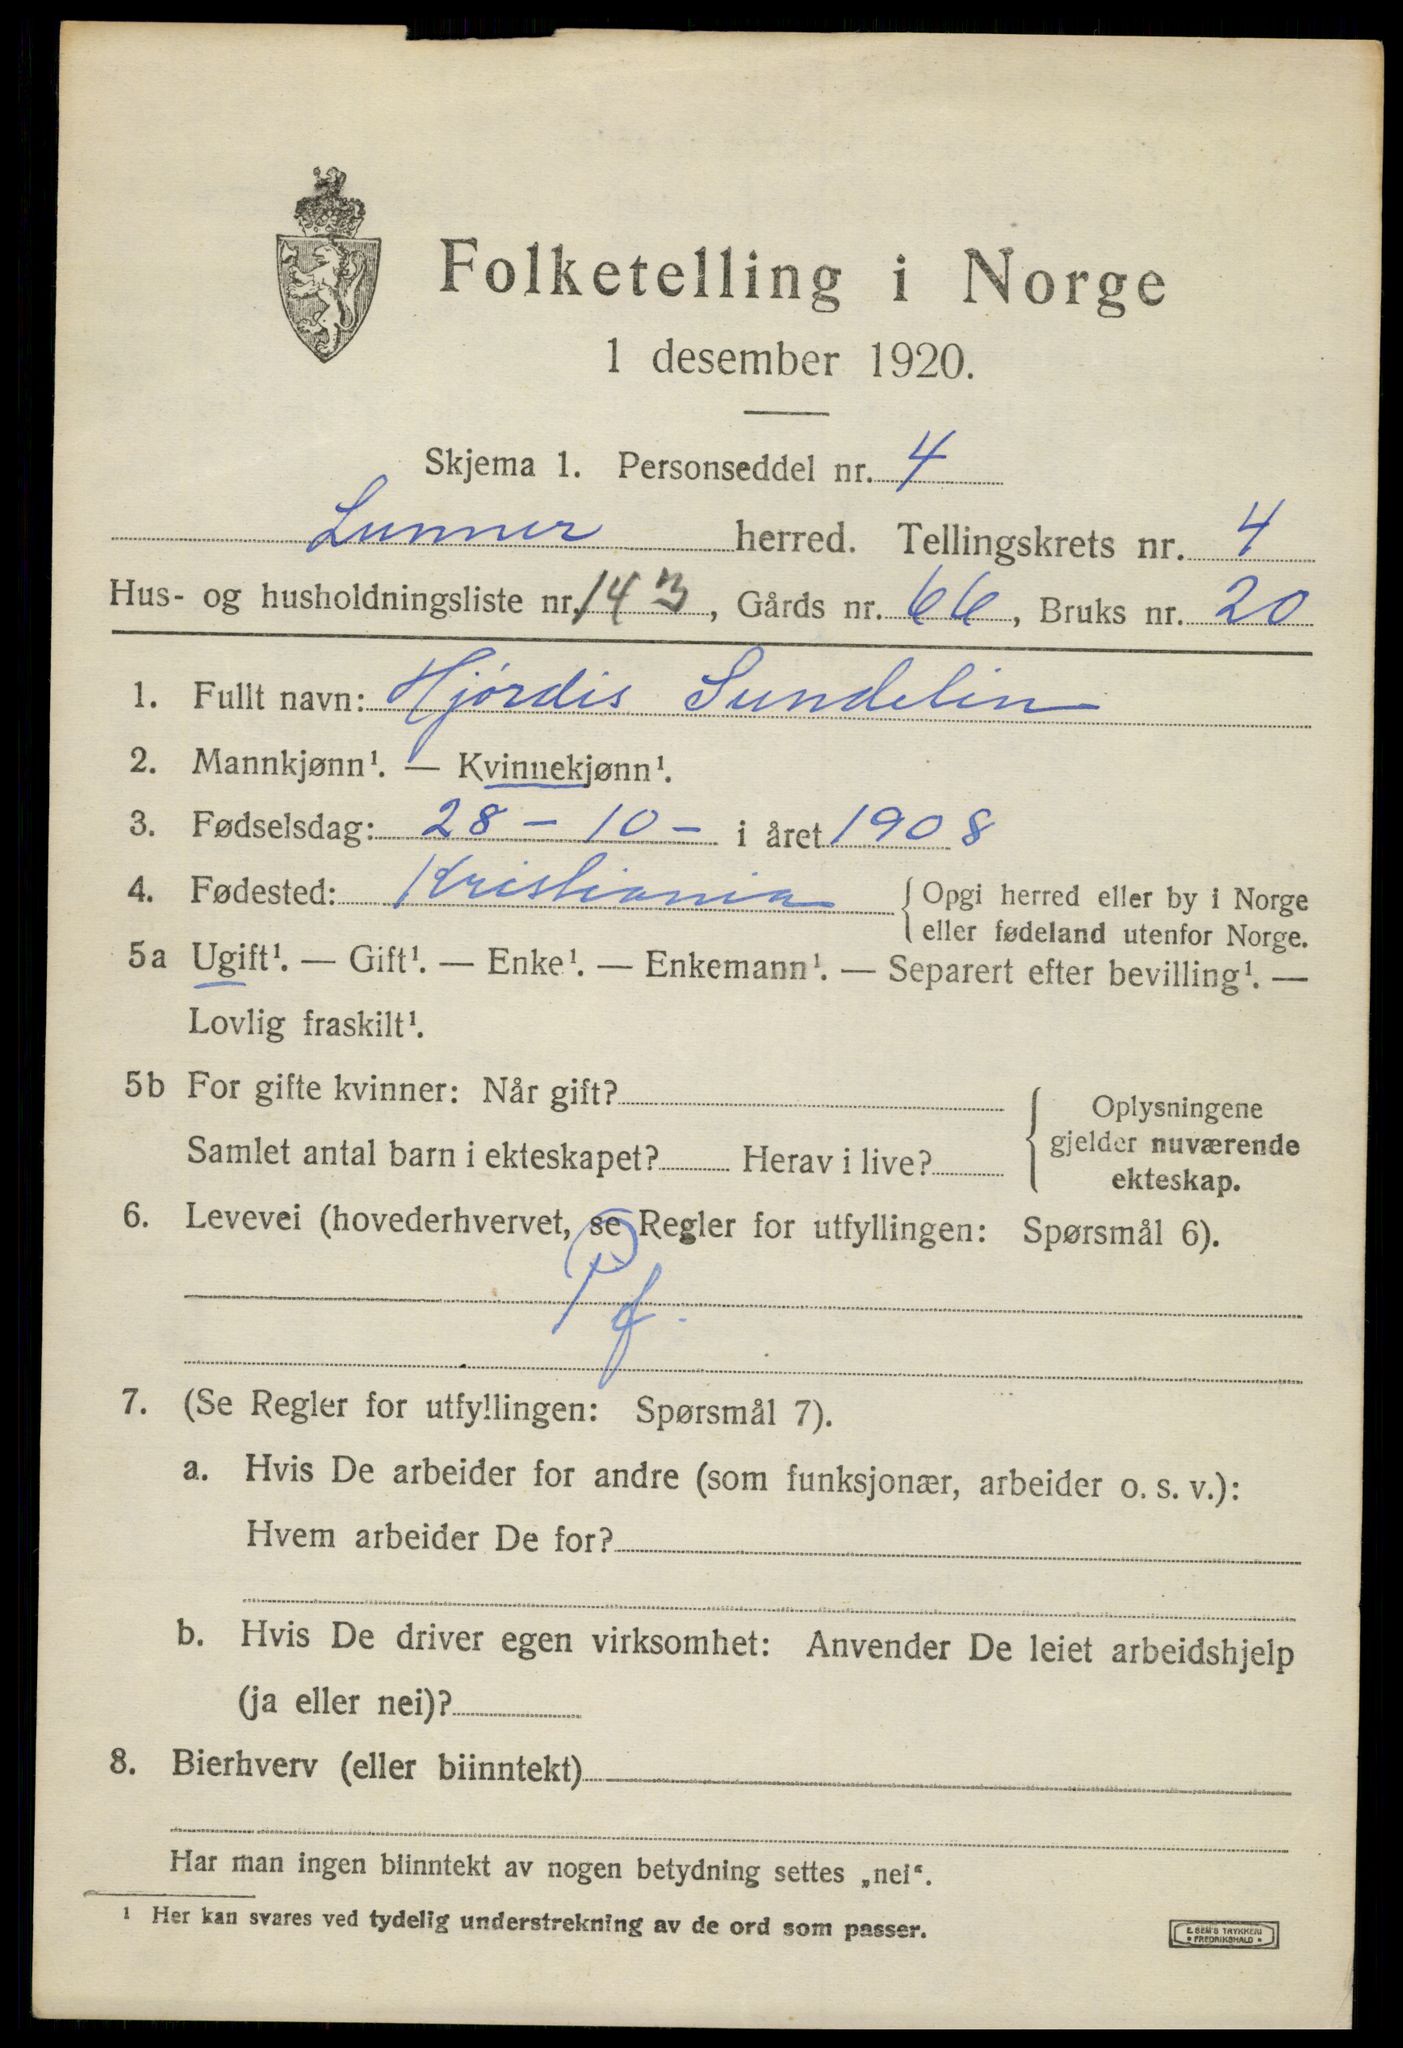 Folketelling i Norge
1 desember 1920.
Skjema 1. Personseddel nr. 4
Lunner herred. Tellingskrets nr. 4
Hus- og husholdningsliste nr. 143, Gårds nr. 66, Bruks nr. 20
1. Fullt navn: Hjørdis Sundelin
2. Mannkjønn¹. — Kvinnekjønn¹.
3. Fødselsdag: 28 - 10 - i året 1908
4. Fødested: Kristiania { Opgi herred eller by i Norge
eller fødeland utenfor Norge.
5a Ugift¹. — Gift¹. — Enke¹. — Enkemann¹. — Separert efter bevilling¹. —
Lovlig fraskilt¹.
5b For gifte kvinner: Når gift?
Samlet antal barn i ekteskapet? Herav i live?
{ Oplysningene
gjelder nuværende
ekteskap.
6. Levevei (hovederhvervet, se Regler for utfyllingen: Spørsmål 6).
Pf.
7. (Se Regler for utfyllingen: Spørsmål 7).
a. Hvis De arbeider for andre (som funksjonær, arbeider o. s. v.):
Hvem arbeider De for?
b. Hvis De driver egen virksomhet: Anvender De leiet arbeidshjelp
(ja eller nei)?
8. Bierhverv (eller biinntekt)
Har man ingen biinntekt av nogen betydning settes „nei“.
¹ Her kan svares ved tydelig understrekning av de ord som passer.
E. SEM'S TRYKKERI
• FREDRIKSHALD •